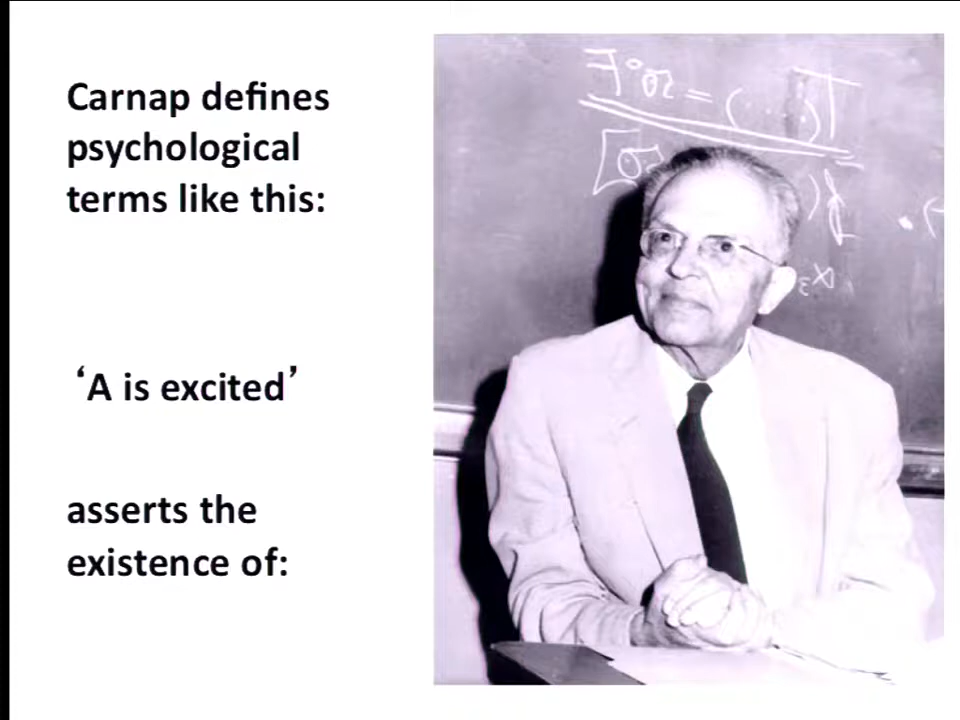 Carnap defines
psychological
terms like this:
‘A is excited’
asserts the
existence of: